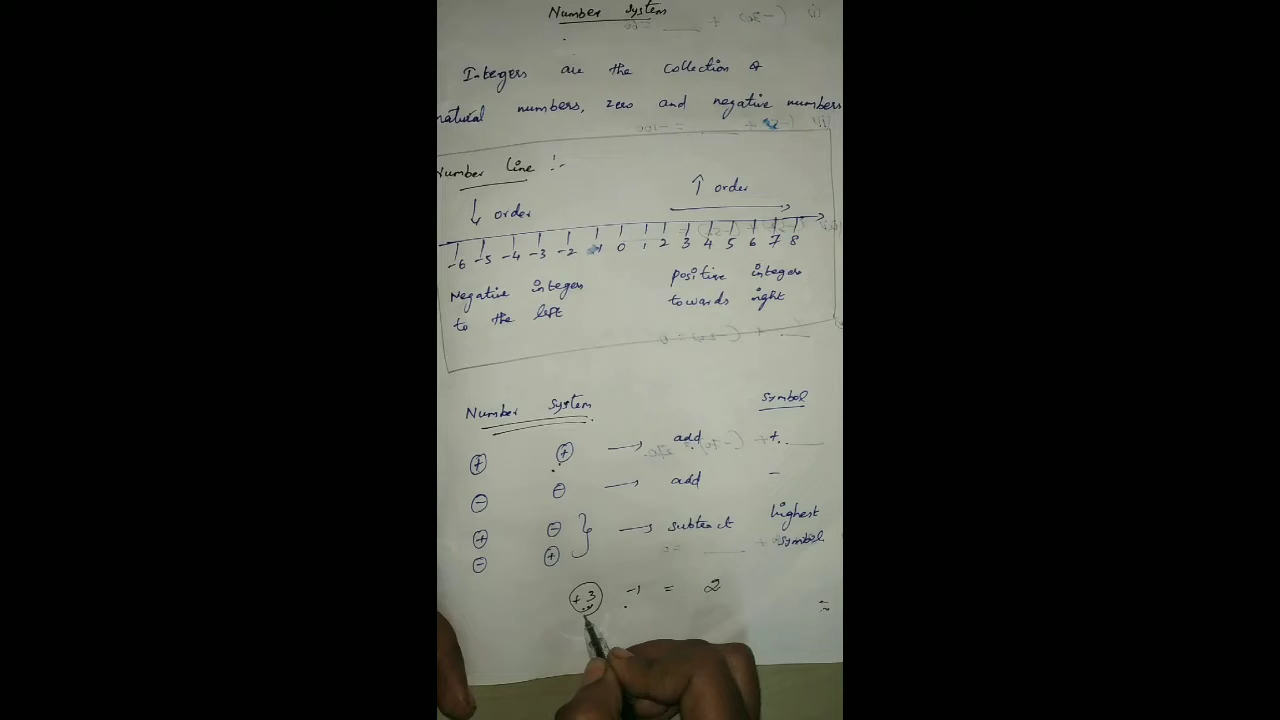 Number System
Integers are the collection of
natural numbers, zero and negative numbers
Number line :-
↓ order
↑ order
-6 -5 -4 -3 -2 -1 0 1 2 3 4 5 6 7 8
Negative integers
to the left
positive integers
towards right
Number System symbol
+ + → add +
- - → add -
+ - } → subtract highest
- + symbol
+3 -1 = 2